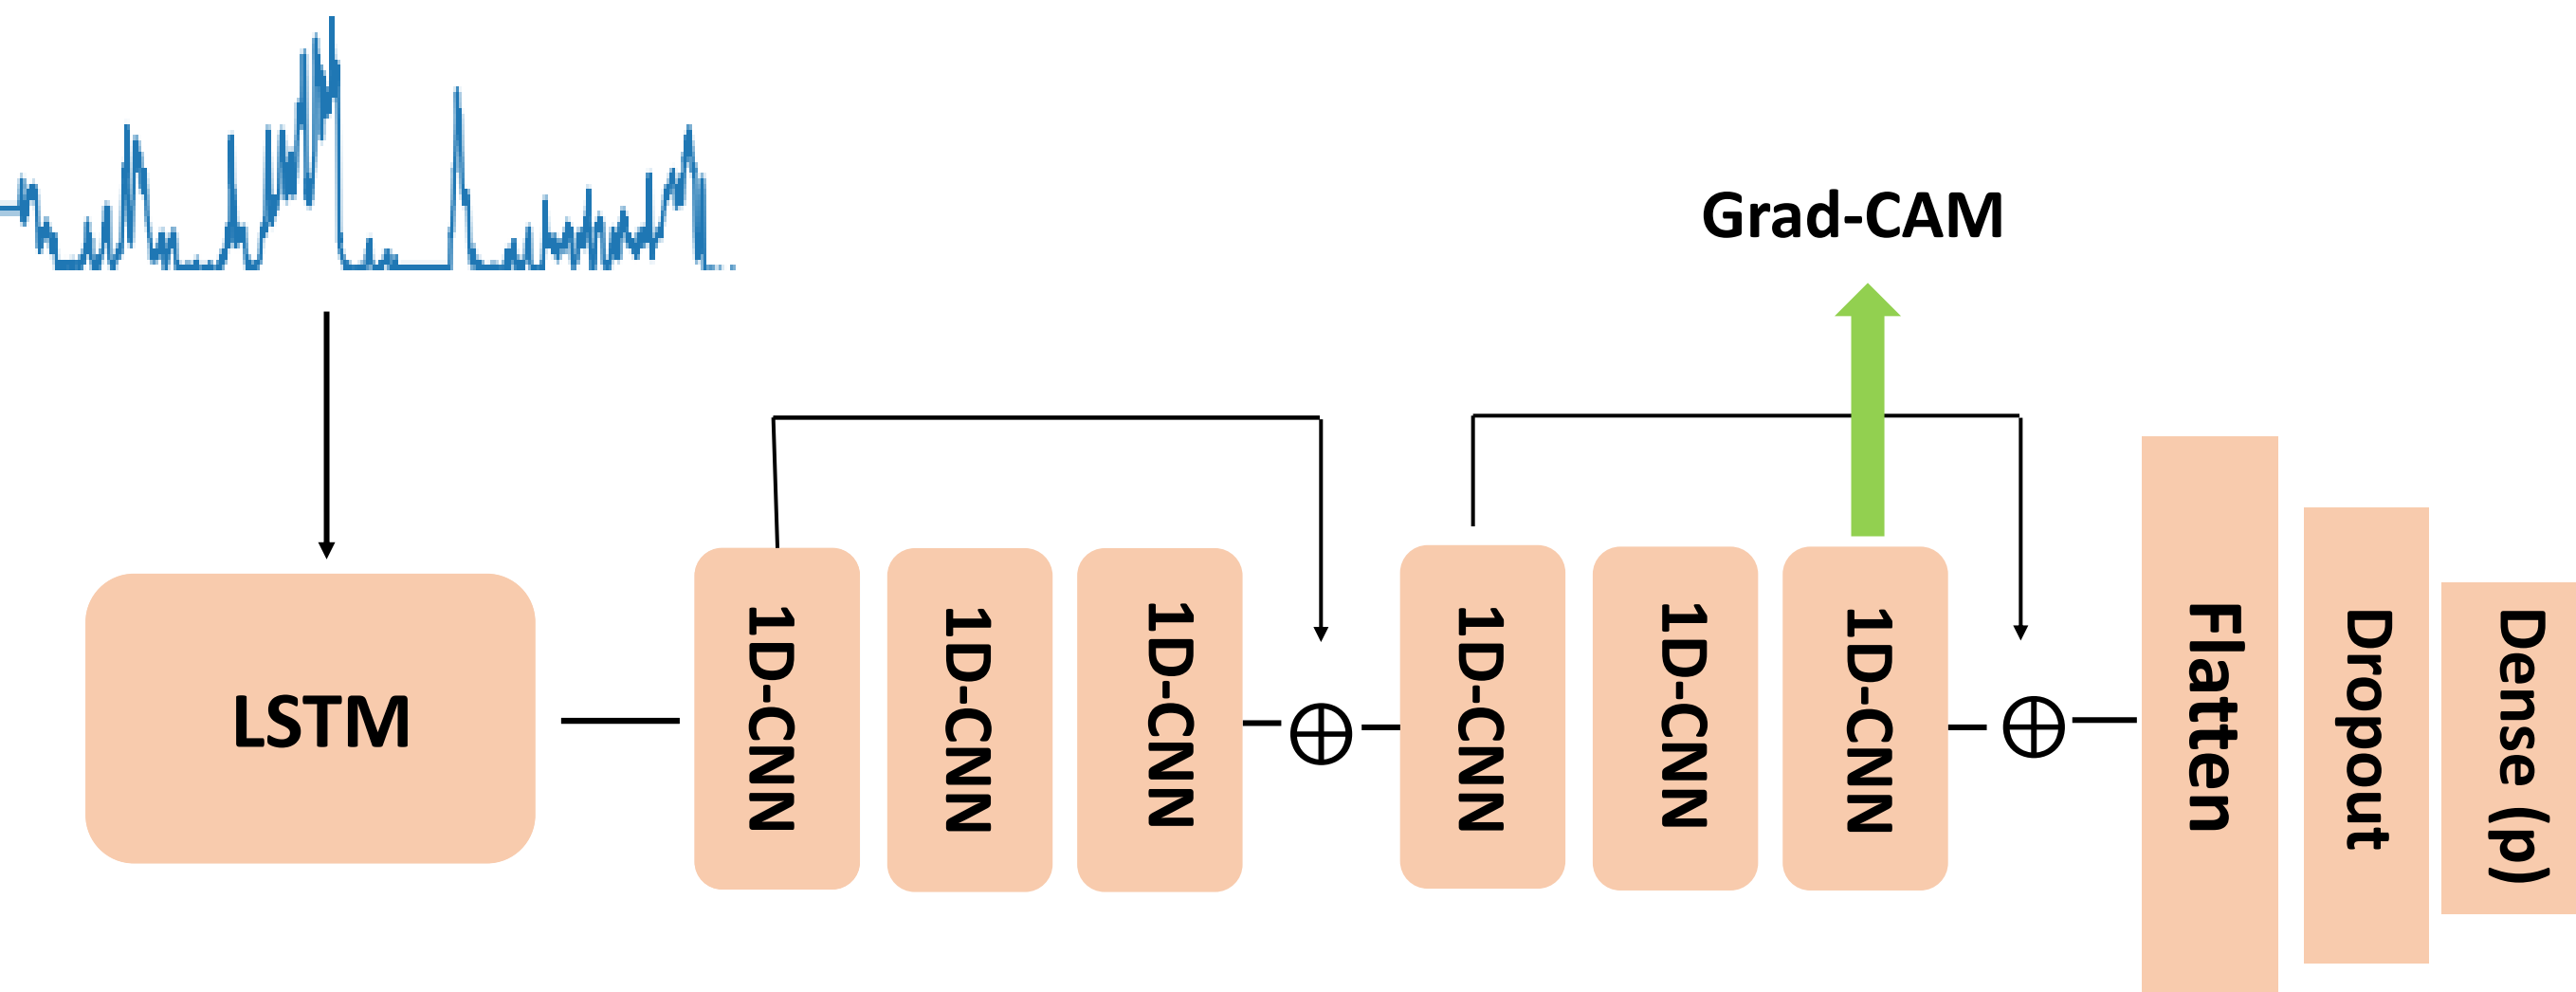 Grad-CAM
LSTM
1D-CNN
1D-CNN
1D-CNN
1D-CNN
1D-CNN
1D-CNN
Flatten
Dropout
Dense (p)